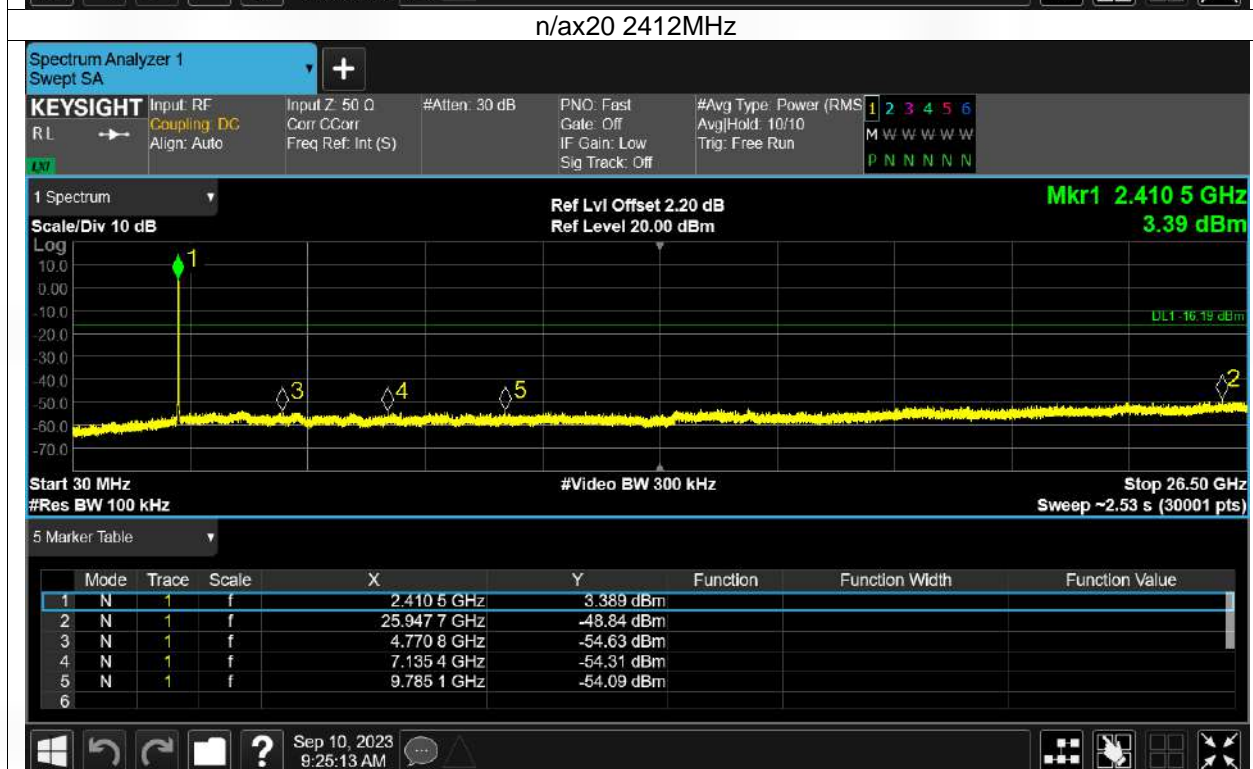 n/ax20 2412MHz
Spectrum Analyzer 1
Swept SA
+
KEYSIGHT Input: RF Input Z: 50 Ω #Atten: 30 dB PNO: Fast #Avg Type: Power (RMS 1 2 3 4 5 6
RL Coupling: DC Corr CCorr Gate: Off Avg|Hold: 10/10 M W W W W W
Align: Auto Freq Ref: Int (S) IF Gain: Low Trig: Free Run
LXI Sig Track: Off P N N N N N
1 Spectrum Ref Lvl Offset 2.20 dB Mkr1 2.410 5 GHz
Scale/Div 10 dB Ref Level 20.00 dBm 3.39 dBm
Log
10.0 1
0.00
-10.0 DL1 -16.19 dBm
-20.0
-30.0
-40.0 3 4 5 2
-50.0
-60.0
-70.0
Start 30 MHz #Video BW 300 kHz Stop 26.50 GHz
#Res BW 100 kHz Sweep ~2.53 s (30001 pts)
5 Marker Table
Mode Trace Scale X Y Function Function Width Function Value
1 N 1 f 2.410 5 GHz 3.389 dBm
2 N 1 f 25.947 7 GHz -48.84 dBm
3 N 1 f 4.770 8 GHz -54.63 dBm
4 N 1 f 7.135 4 GHz -54.31 dBm
5 N 1 f 9.785 1 GHz -54.09 dBm
6
? Sep 10, 2023
9:25:13 AM